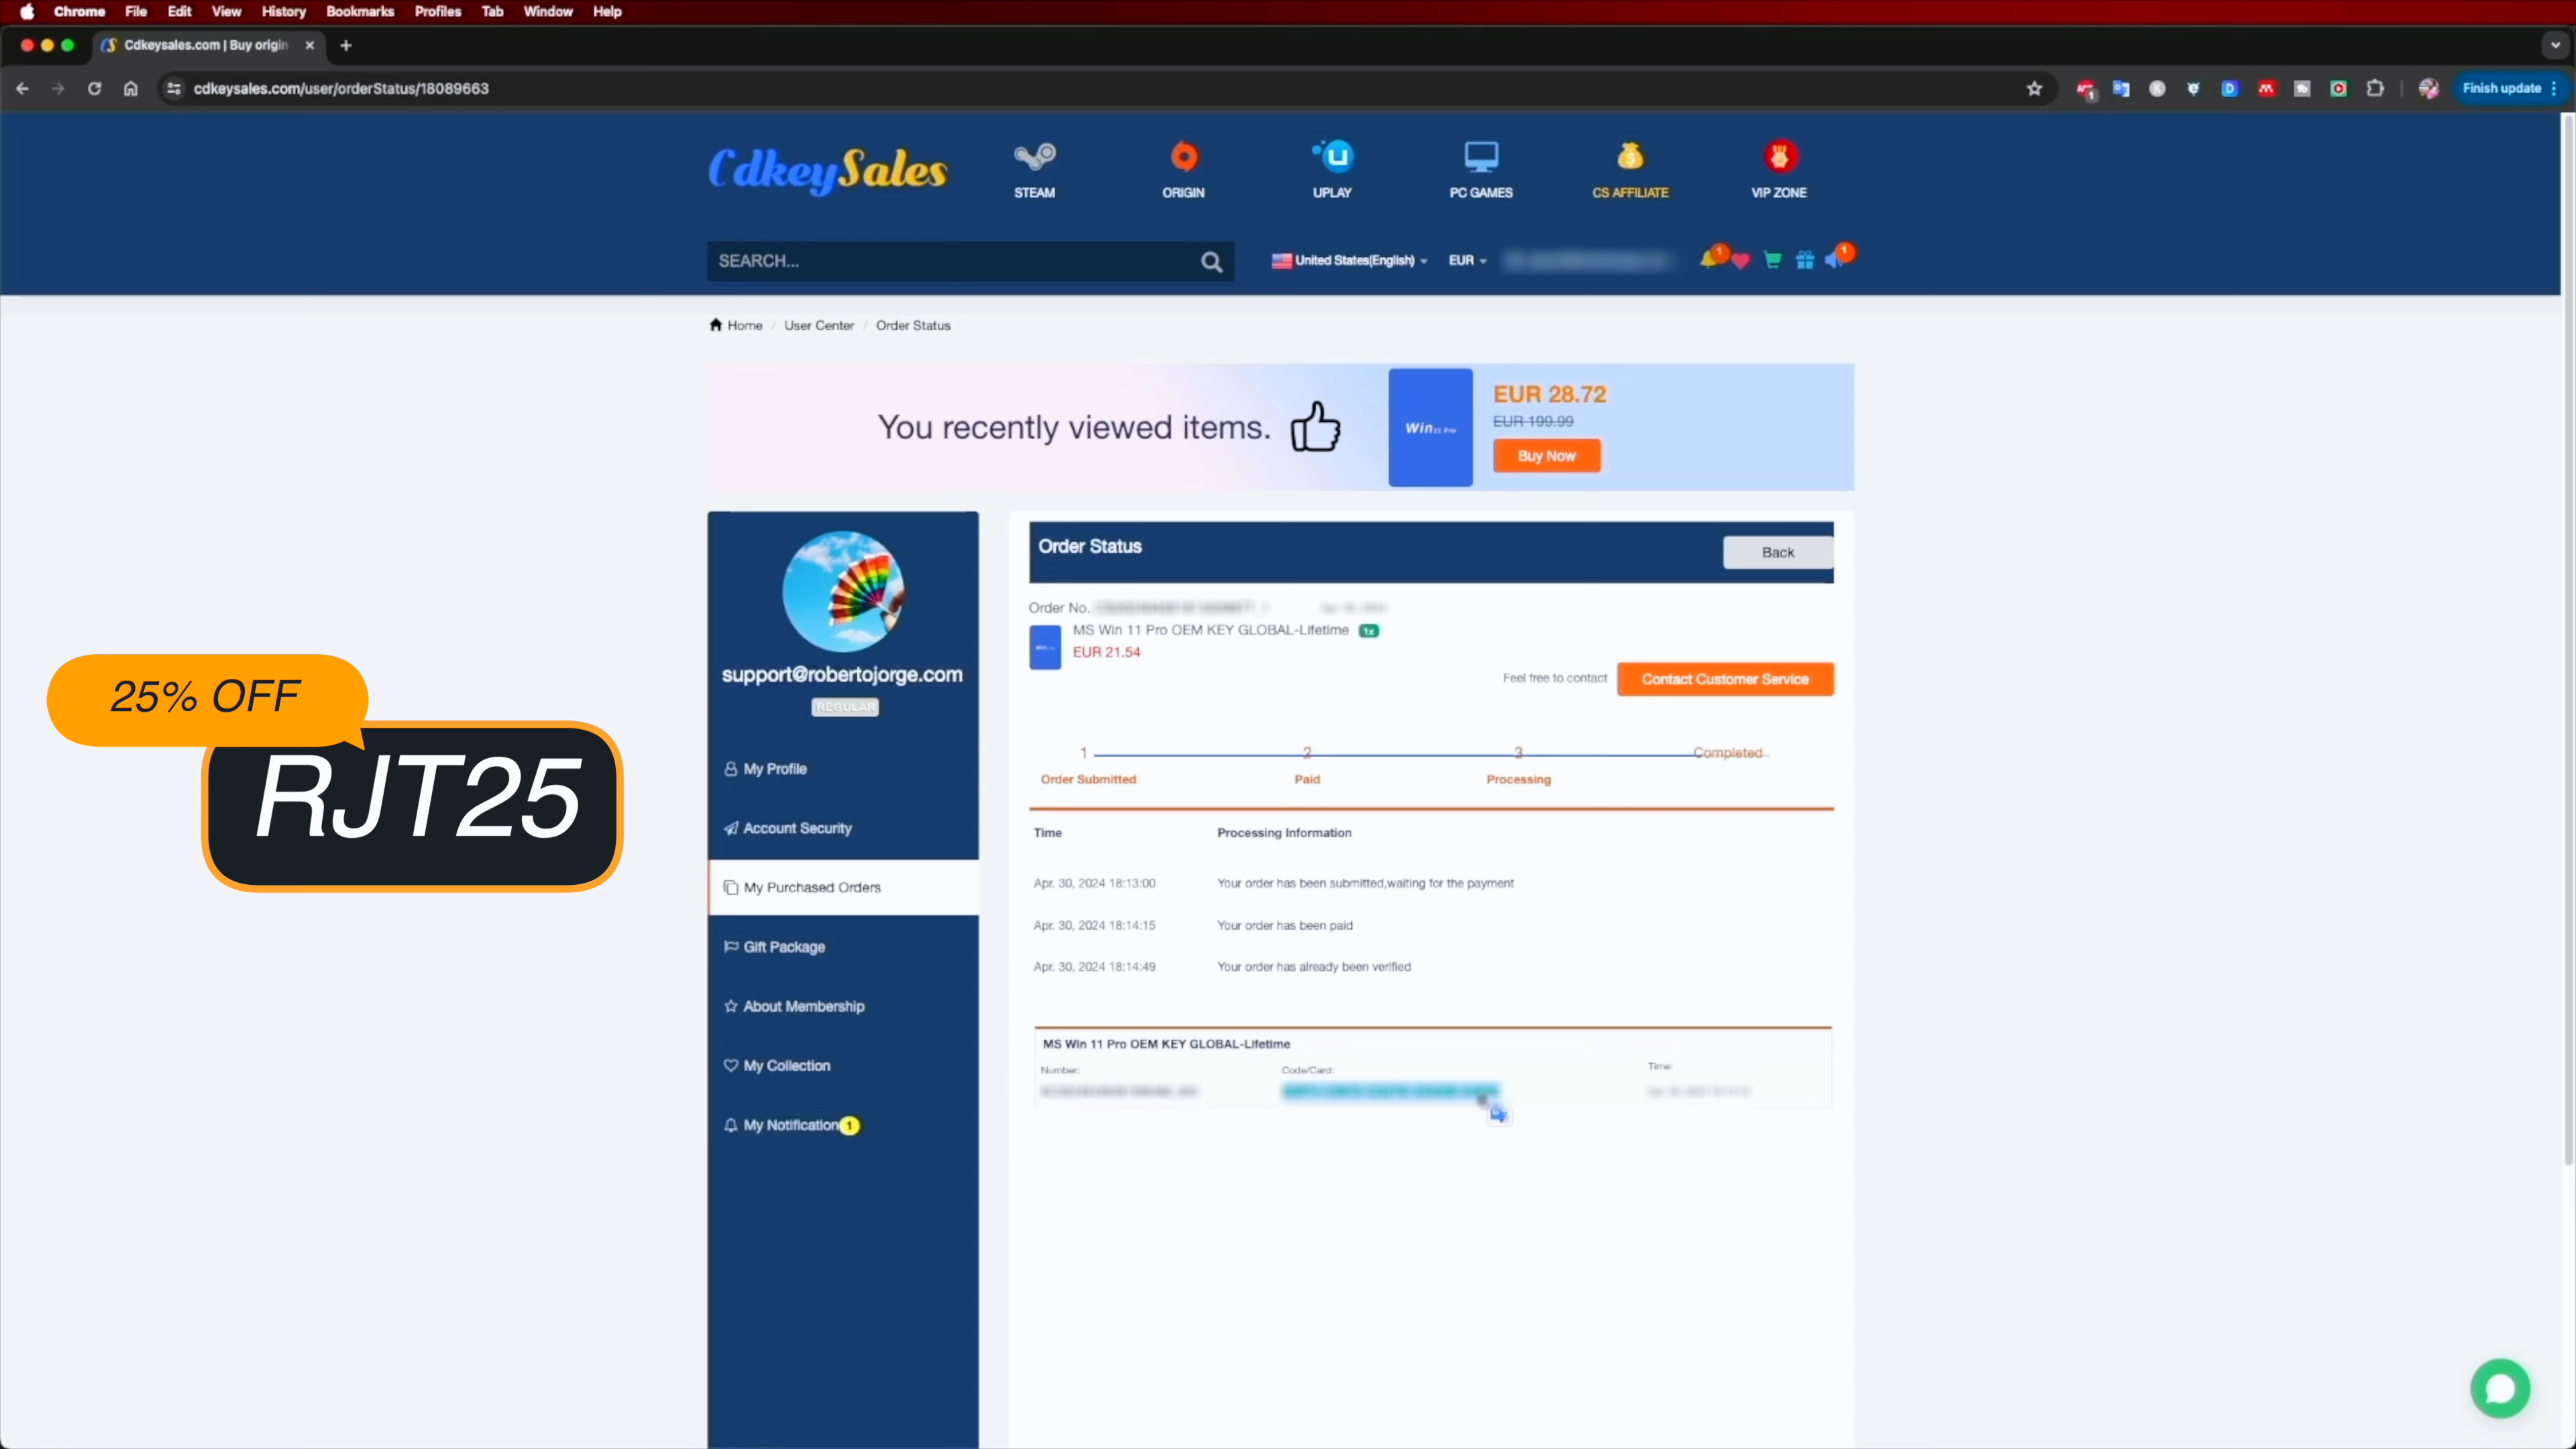 Chrome File Edit View History Bookmarks Profiles Tab Window Help
Cdkeysales.com | Buy origin
cdkeysales.com/user/orderStatus/18089663
Finish update
CdkeySales
STEAM
ORIGIN
UPLAY
PC GAMES
CS AFFILIATE
VIP ZONE
SEARCH...
United States(English)
EUR
1
1
Home / User Center / Order Status
You recently viewed items.
Win 11 Pro
EUR 28.72
EUR 199.99
Buy Now
25% OFF
RJT25
support@robertojorge.com
REGULAR
My Profile
Account Security
My Purchased Orders
Gift Package
About Membership
My Collection
My Notification 1
Order Status
Back
Order No.
MS Win 11 Pro OEM KEY GLOBAL-Lifetime 1x
EUR 21.54
Feel free to contact
Contact Customer Service
1 2 3 Completed
Order Submitted Paid Processing
Time Processing Information
Apr. 30, 2024 18:13:00 Your order has been submitted,waiting for the payment
Apr. 30, 2024 18:14:15 Your order has been paid
Apr. 30, 2024 18:14:49 Your order has already been verified
MS Win 11 Pro OEM KEY GLOBAL-Lifetime
Number: Code/Card: Time: